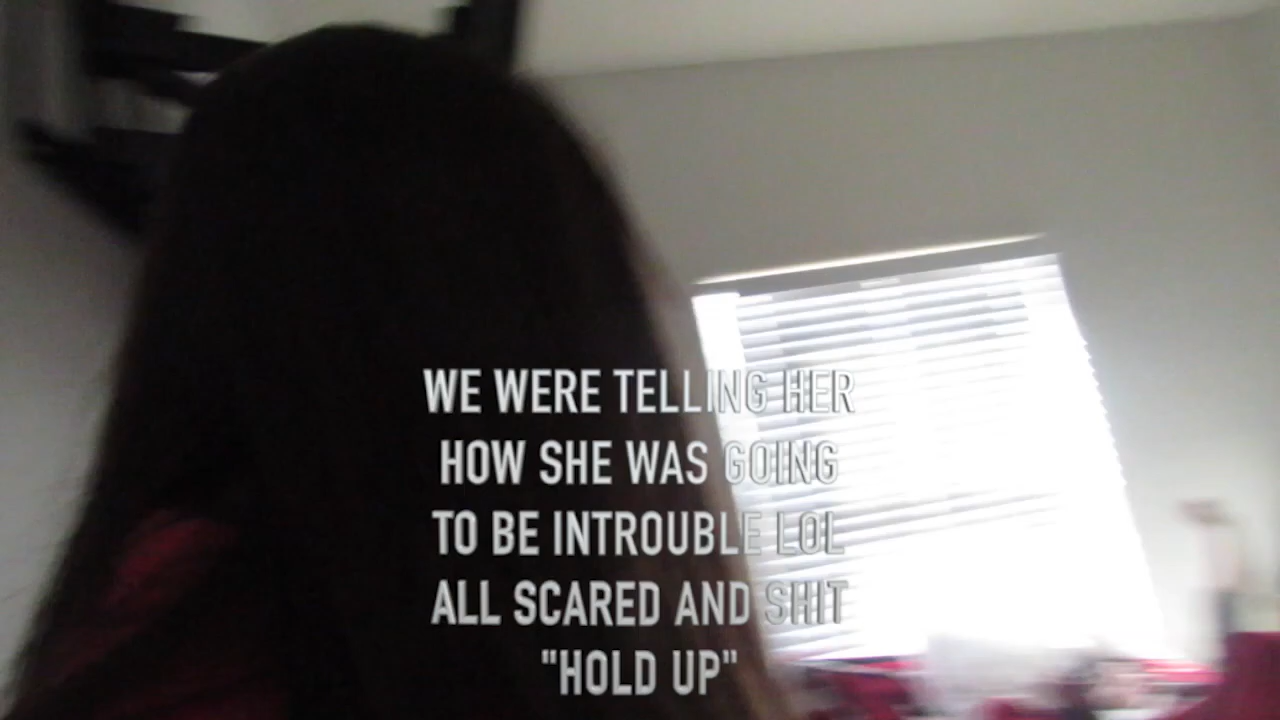 WE WERE TELLING HER
HOW SHE WAS GOING
TO BE INTROUBLE LOL
ALL SCARED AND SHIT
"HOLD UP"